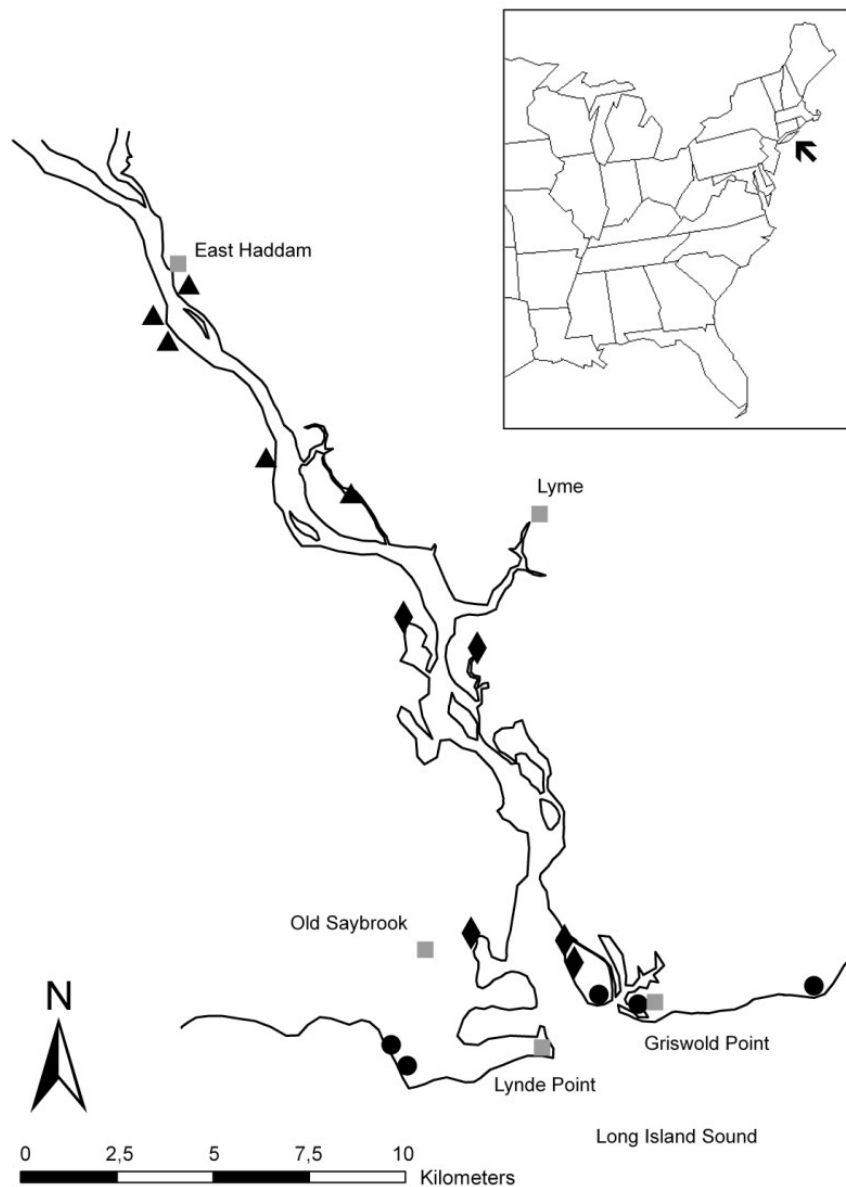 East Haddam
Lyme
Old Saybrook
N
Griswold Point
Lynde Point
Long Island Sound
0 2,5 5 7,5 10
Kilometers